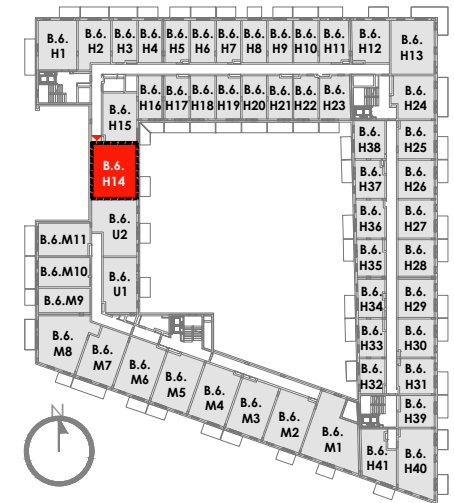 B.6.
H1
B.6.
H2
B.6.
H3
B.6.
H4
B.6.
H5
B.6.
H6
B.6.
H7
B.6.
H8
B.6.
H9
B.6.
H10
B.6.
H11
B.6.
H12
B.6.
H13
B.6.
H16
B.6.
H17
B.6.
H18
B.6.
H19
B.6.
H20
B.6.
H21
B.6.
H22
B.6.
H23
B.6.
H24
B.6.
H15
B.6.
H38
B.6.
H25
B.6.
H14
B.6.
H37
B.6.
H26
B.6.
U2
B.6.
H36
B.6.
H27
B.6.M11
B.6.
H35
B.6.
H28
B.6.M10
B.6.
U1
B.6.
H34
B.6.
H29
B.6.M9
B.6.
M8
B.6.
M7
B.6.
M6
B.6.
M5
B.6.
M4
B.6.
M3
B.6.
M2
B.6.
M1
B.6.
H33
B.6.
H30
B.6.
H32
B.6.
H31
B.6.
H39
B.6.
H41
B.6.
H40
N